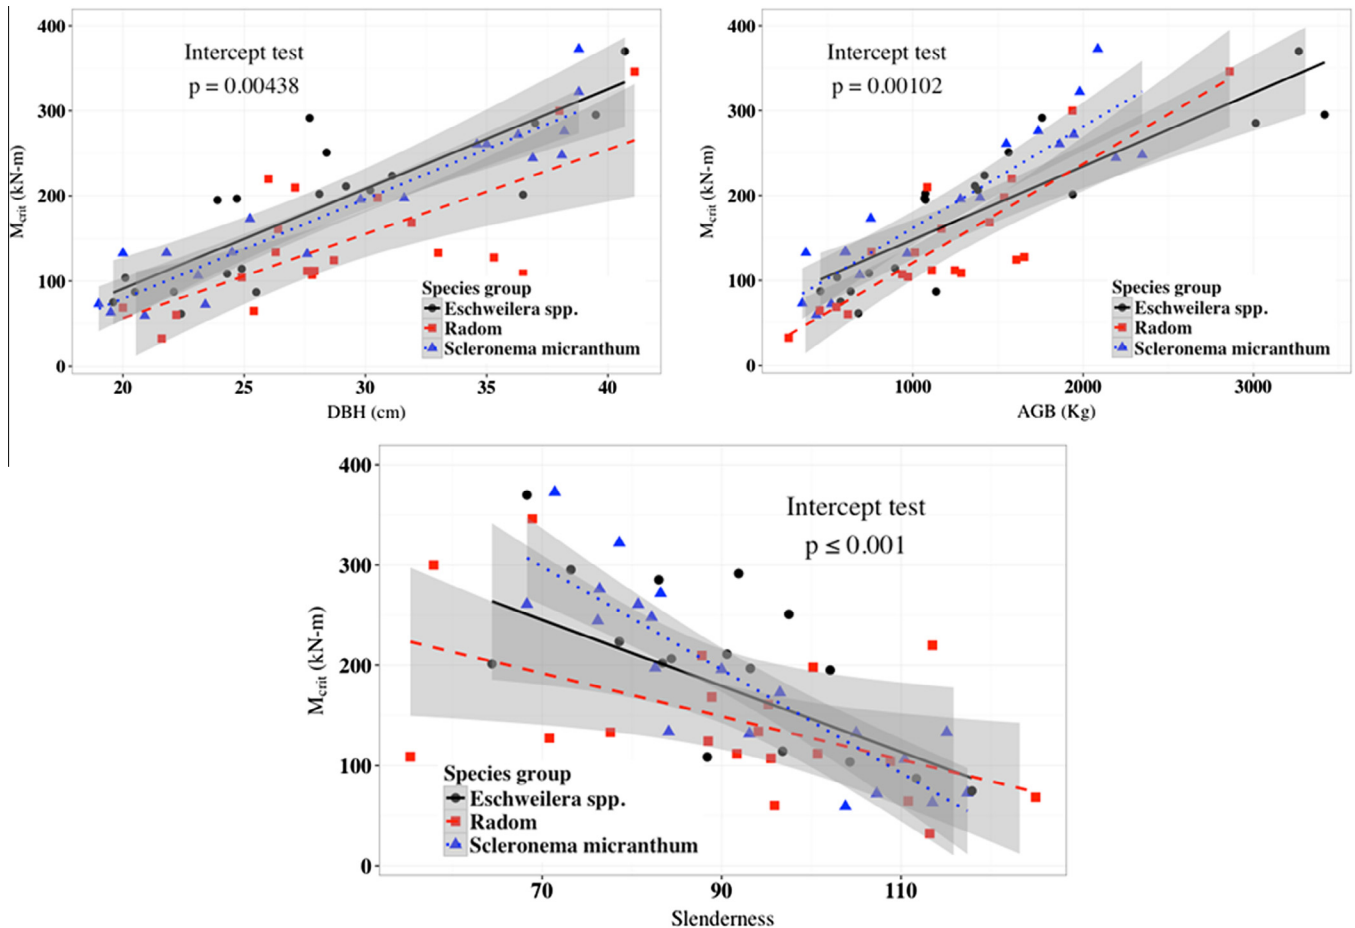 400
300
200
100
0
M_crit (kN-m)
Intercept test
p = 0.00438
Species group
Eschweilera spp.
Radom
Scleronema micranthum
20 25 30 35 40
DBH (cm)
400
300
200
100
0
M_crit (kN-m)
Intercept test
p = 0.00102
Species group
Eschweilera spp.
Radom
Scleronema micranthum
1000 2000 3000
AGB (Kg)
400
300
200
100
0
M_crit (kN-m)
Intercept test
p ≤ 0.001
Species group
Eschweilera spp.
Radom
Scleronema micranthum
70 90 110
Slenderness